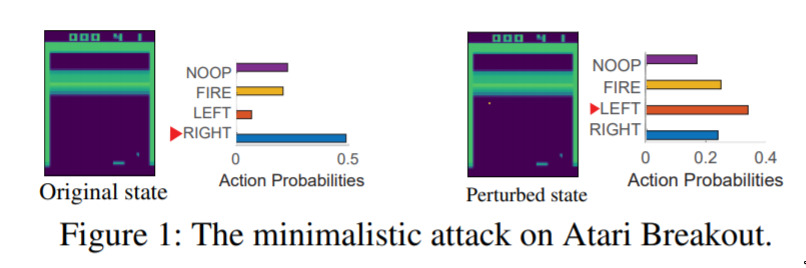 000 4 1
NOOP
FIRE
LEFT
RIGHT
0 0.5
Action Probabilities
Original state
000 4 1
NOOP
FIRE
LEFT
RIGHT
0 0.2 0.4
Action Probabilities
Perturbed state
Figure 1: The minimalistic attack on Atari Breakout.